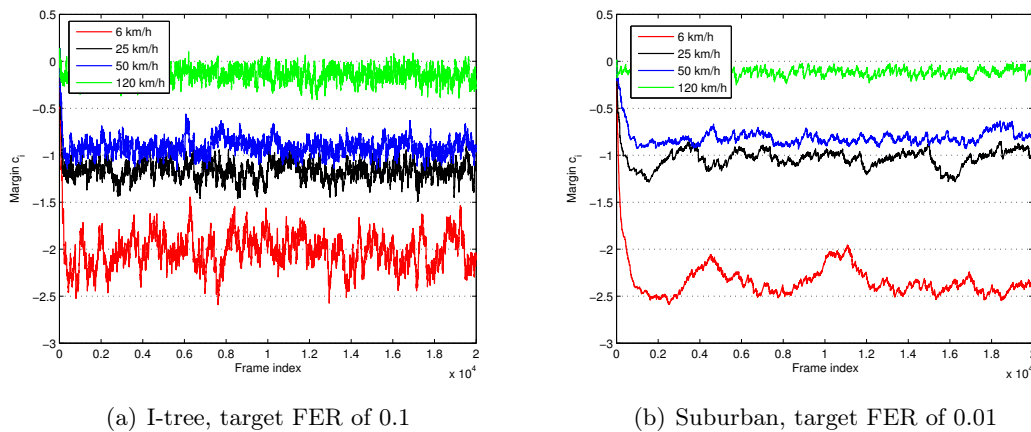 0.5
0
−0.5
−1
−1.5
−2
−2.5
−3
Margin c_i
6 km/h
25 km/h
50 km/h
120 km/h
0 0.2 0.4 0.6 0.8 1 1.2 1.4 1.6 1.8 2
x 10^4
Frame index
(a) I-tree, target FER of 0.1
0.5
0
−0.5
−1
−1.5
−2
−2.5
−3
Margin c_i
6 km/h
25 km/h
50 km/h
120 km/h
0 0.2 0.4 0.6 0.8 1 1.2 1.4 1.6 1.8 2
x 10^4
Frame index
(b) Suburban, target FER of 0.01